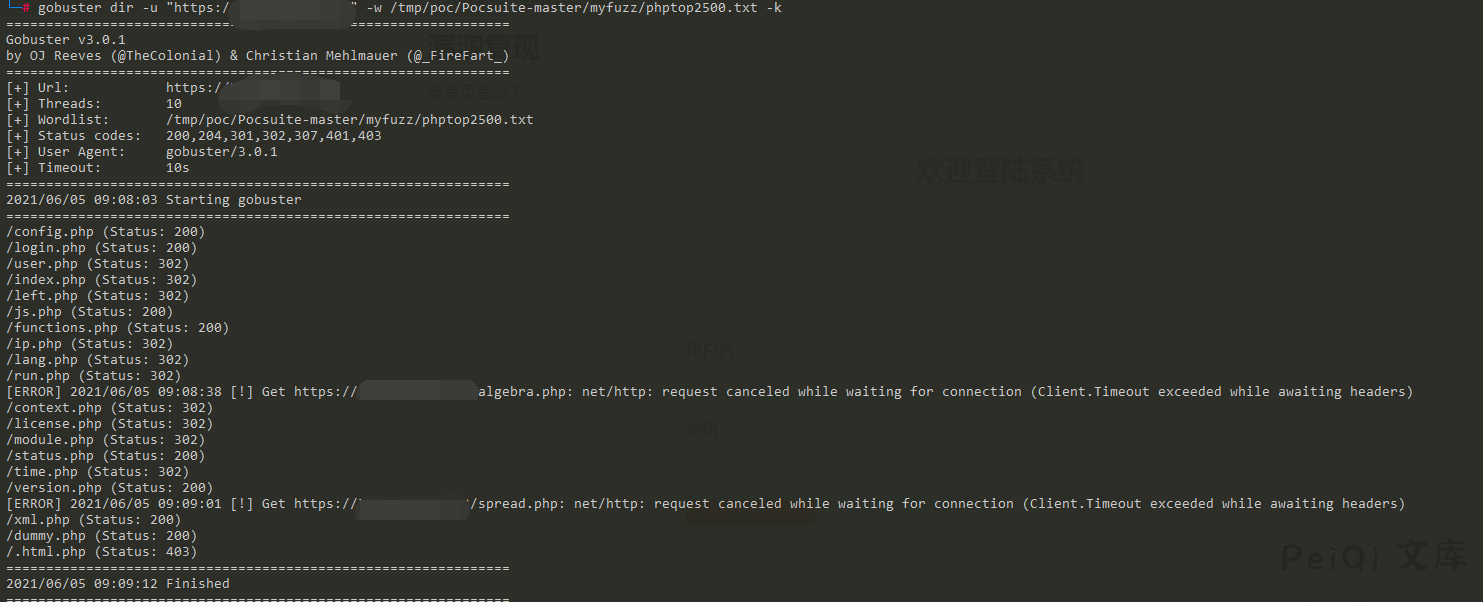 └─# gobuster dir -u "https:/ " -w /tmp/poc/Pocsuite-master/myfuzz/phptop2500.txt -k
===============================================================
Gobuster v3.0.1
by OJ Reeves (@TheColonial) & Christian Mehlmauer (@_FireFart_)
===============================================================
[+] Url: https:/
[+] Threads: 10
[+] Wordlist: /tmp/poc/Pocsuite-master/myfuzz/phptop2500.txt
[+] Status codes: 200,204,301,302,307,401,403
[+] User Agent: gobuster/3.0.1
[+] Timeout: 10s
===============================================================
2021/06/05 09:08:03 Starting gobuster
===============================================================
/config.php (Status: 200)
/login.php (Status: 200)
/user.php (Status: 302)
/index.php (Status: 302)
/left.php (Status: 302)
/js.php (Status: 200)
/functions.php (Status: 200)
/ip.php (Status: 302)
/lang.php (Status: 302)
/run.php (Status: 302)
[ERROR] 2021/06/05 09:08:38 [!] Get https:// algebra.php: net/http: request canceled while waiting for connection (Client.Timeout exceeded while awaiting headers)
/context.php (Status: 302)
/license.php (Status: 302)
/module.php (Status: 302)
/status.php (Status: 200)
/time.php (Status: 302)
/version.php (Status: 200)
[ERROR] 2021/06/05 09:09:01 [!] Get https:// /spread.php: net/http: request canceled while waiting for connection (Client.Timeout exceeded while awaiting headers)
/xml.php (Status: 200)
/dummy.php (Status: 200)
/.html.php (Status: 403)
===============================================================
2021/06/05 09:09:12 Finished
===============================================================
漏洞复现
登录页面如下
欢迎登陆系统
用户名
密码
PeiQi 文库